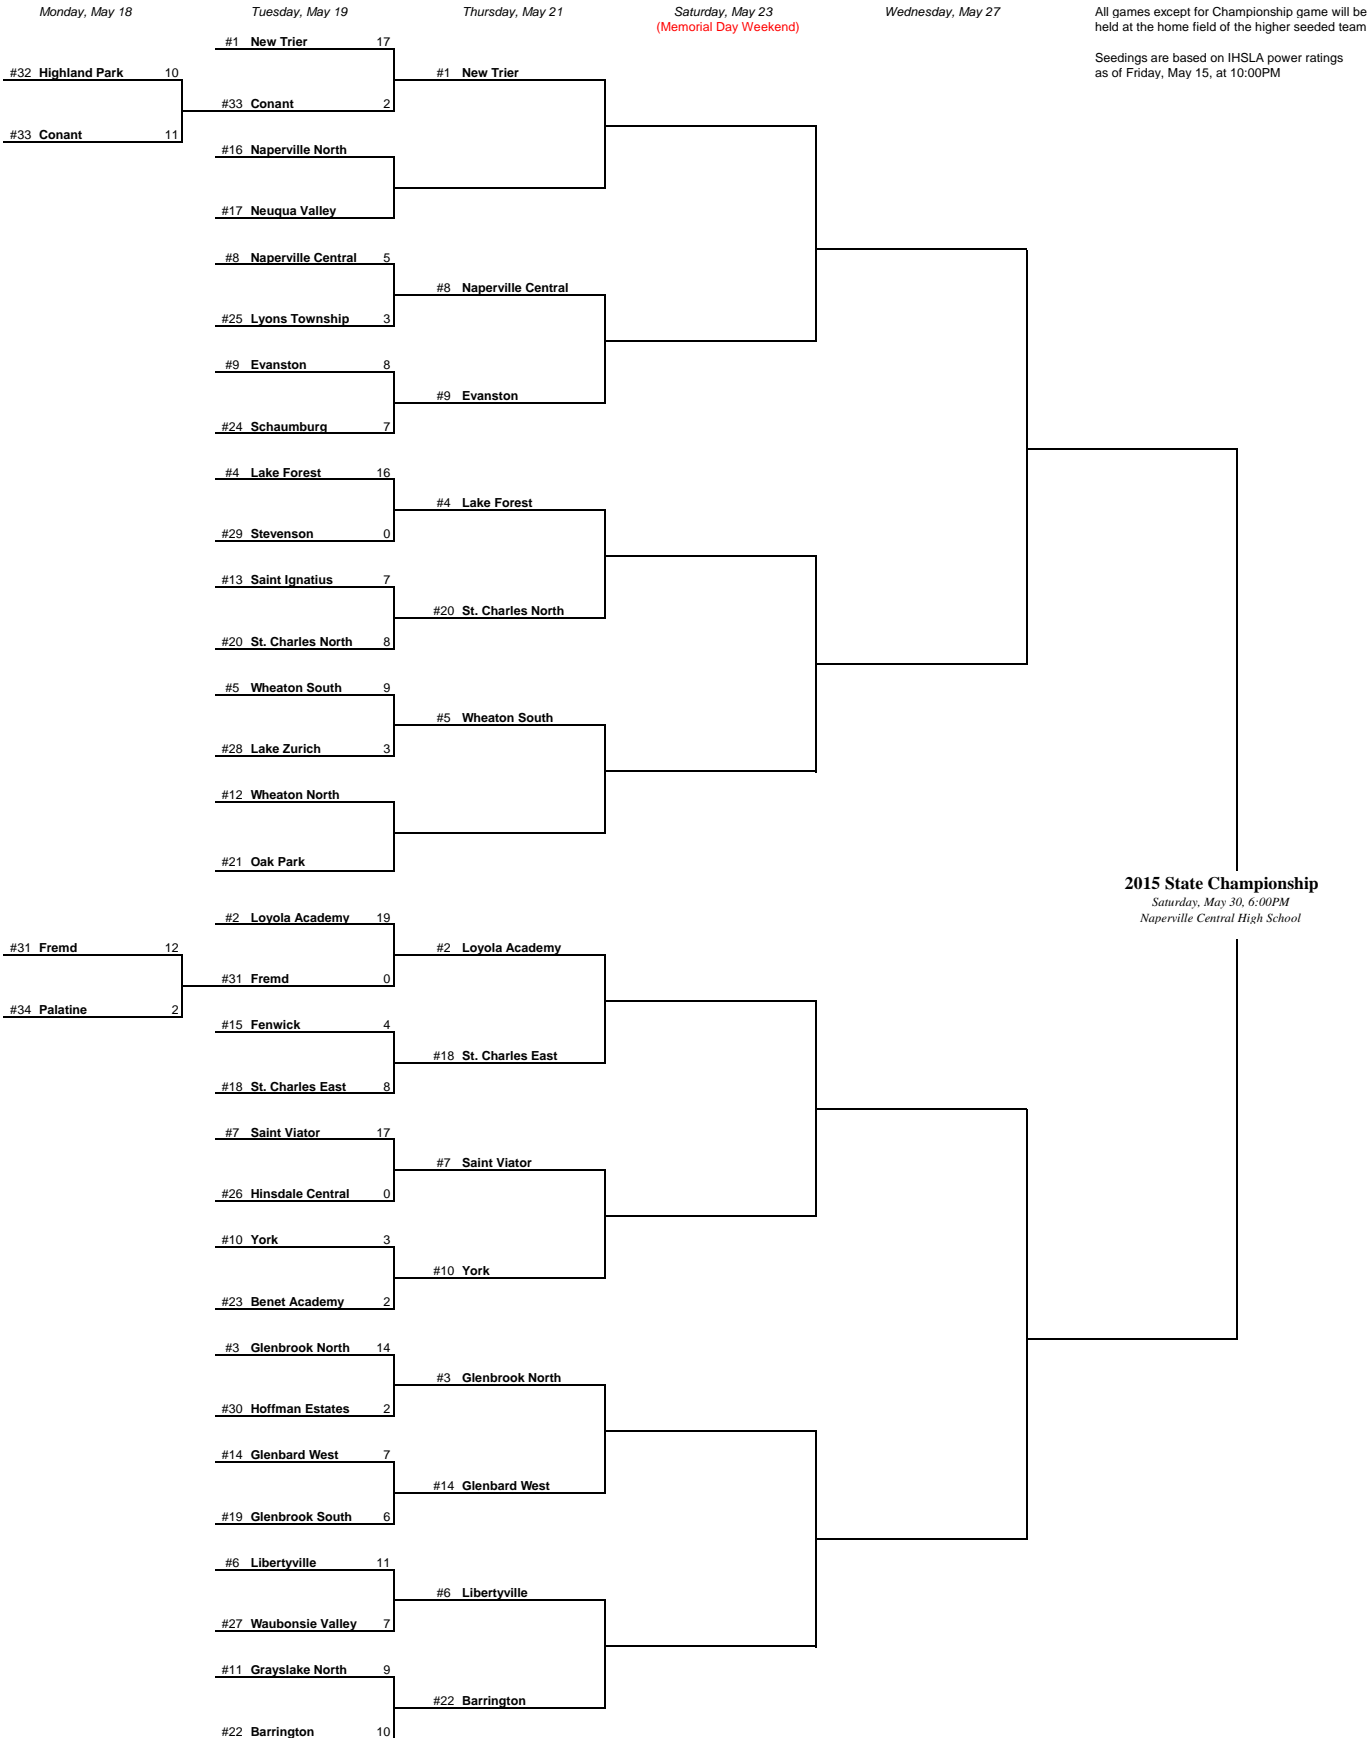 Monday, May 18 Tuesday, May 19 Thursday, May 21 Saturday, May 23 Wednesday, May 27
(Memorial Day Weekend)
All games except for Championship game will be
held at the home field of the higher seeded team
Seedings are based on IHSLA power ratings
as of Friday, May 15, at 10:00PM
#1 New Trier 17
#32 Highland Park 10 #1 New Trier
#33 Conant 2
#33 Conant 11
#16 Naperville North
#17 Neuqua Valley
#8 Naperville Central 5
#8 Naperville Central
#25 Lyons Township 3
#9 Evanston 8
#9 Evanston
#24 Schaumburg 7
#4 Lake Forest 16
#4 Lake Forest
#29 Stevenson 0
#13 Saint Ignatius 7
#20 St. Charles North
#20 St. Charles North 8
#5 Wheaton South 9
#5 Wheaton South
#28 Lake Zurich 3
#12 Wheaton North
#21 Oak Park
2015 State Championship
Saturday, May 30, 6:00PM
Naperville Central High School
#2 Loyola Academy 19
#31 Fremd 12 #2 Loyola Academy
#31 Fremd 0
#34 Palatine 2
#15 Fenwick 4
#18 St. Charles East
#18 St. Charles East 8
#7 Saint Viator 17
#7 Saint Viator
#26 Hinsdale Central 0
#10 York 3
#10 York
#23 Benet Academy 2
#3 Glenbrook North 14
#3 Glenbrook North
#30 Hoffman Estates 2
#14 Glenbard West 7
#14 Glenbard West
#19 Glenbrook South 6
#6 Libertyville 11
#6 Libertyville
#27 Waubonsie Valley 7
#11 Grayslake North 9
#22 Barrington
#22 Barrington 10